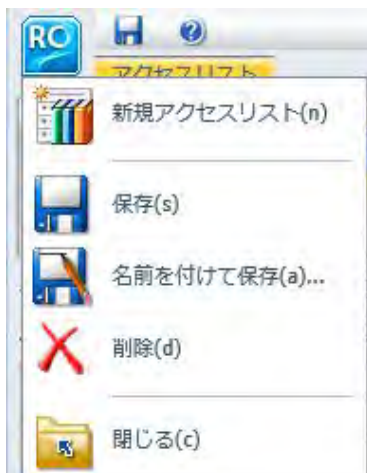 RO
アクセスリスト
新規アクセスリスト(n)
保存(s)
名前を付けて保存(a)...
削除(d)
閉じる(c)